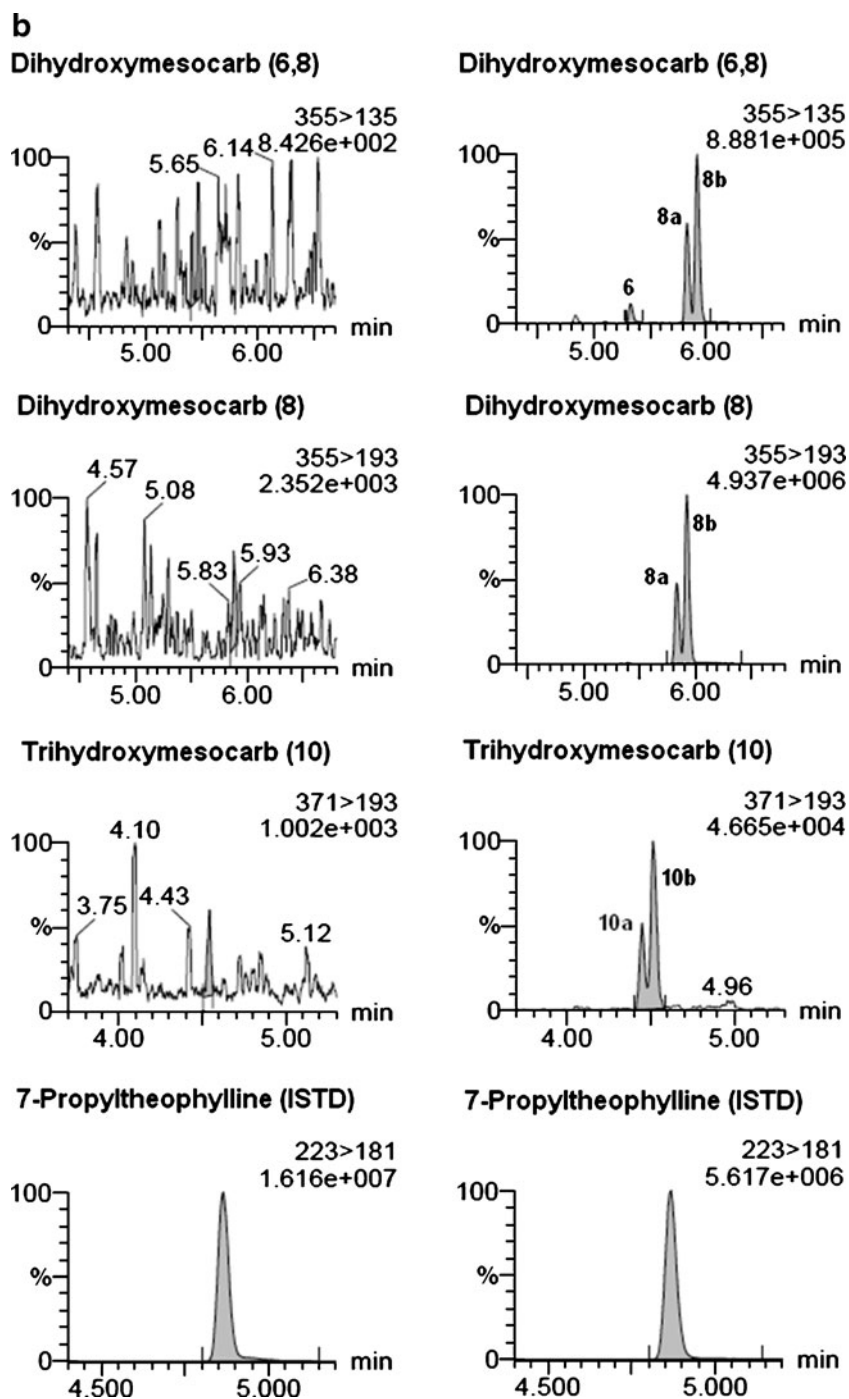 b
Dihydroxymesocarb (6,8)
355>135
8.426e+002
6.14
5.65
100
%
0
5.00
6.00
min
Dihydroxymesocarb (6,8)
355>135
8.881e+005
100
8b
8a
%
6
0
5.00
6.00
min
Dihydroxymesocarb (8)
355>193
2.352e+003
4.57
5.08
100
5.83
5.93
6.38
%
0
5.00
6.00
min
Dihydroxymesocarb (8)
355>193
4.937e+006
100
8b
8a
%
0
5.00
6.00
min
Trihydroxymesocarb (10)
371>193
1.002e+003
4.10
100
3.75
4.43
5.12
%
0
4.00
5.00
min
Trihydroxymesocarb (10)
371>193
4.665e+004
100
10b
10a
%
4.96
0
4.00
5.00
min
7-Propyltheophylline (ISTD)
223>181
1.616e+007
100
%
0
4.500
5.000
min
7-Propyltheophylline (ISTD)
223>181
5.617e+006
100
%
0
4.500
5.000
min